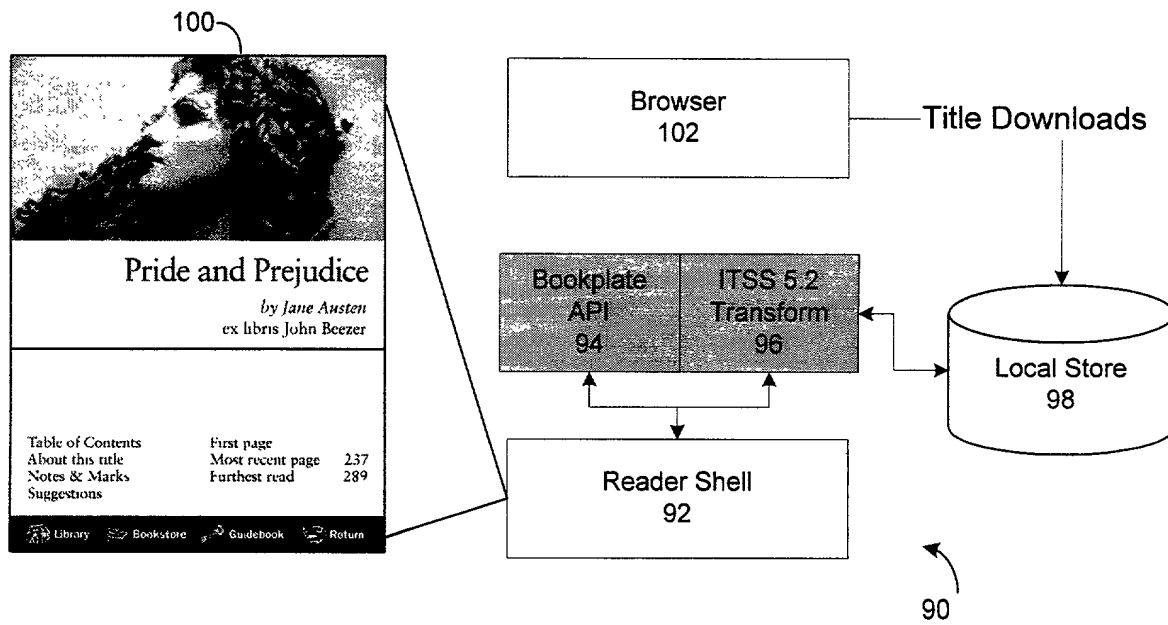 100
Pride and Prejudice
by Jane Austen
ex libris John Beezer
Table of Contents
About this title
Notes & Marks
Suggestions
First page
Most recent page 237
Furthest read 289
Library Bookstore Guidebook Return
Browser
102
Title Downloads
Bookplate
API
94
ITSS 5.2
Transform
96
Local Store
98
Reader Shell
92
90